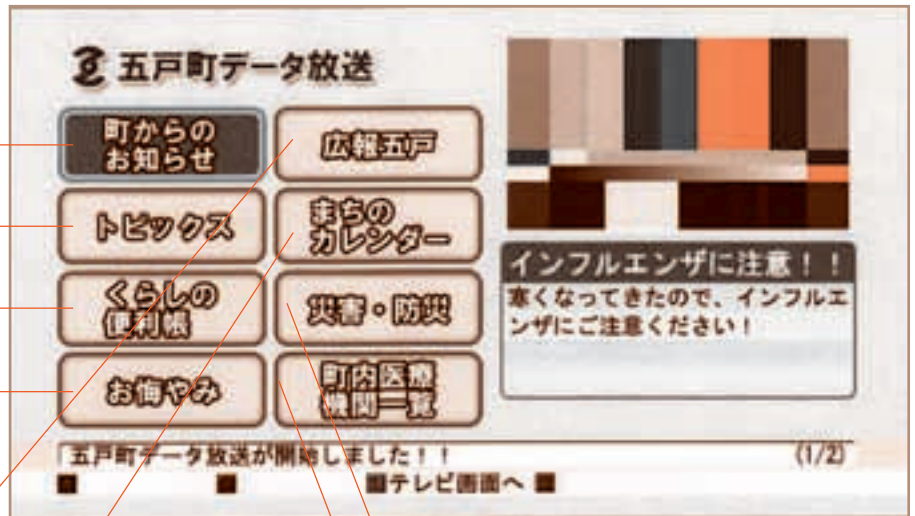 五戸町データ放送
町からの
お知らせ
広報五戸
トピックス
まちの
カレンダー
くらしの
便利帳
災害・防災
お悔やみ
町内医療
機関一覧
インフルエンザに注意！！
寒くなってきたので、インフルエ
ンザにご注意ください！
五戸町データ放送が開始しました！！ (1/2)
テレビ画面へ